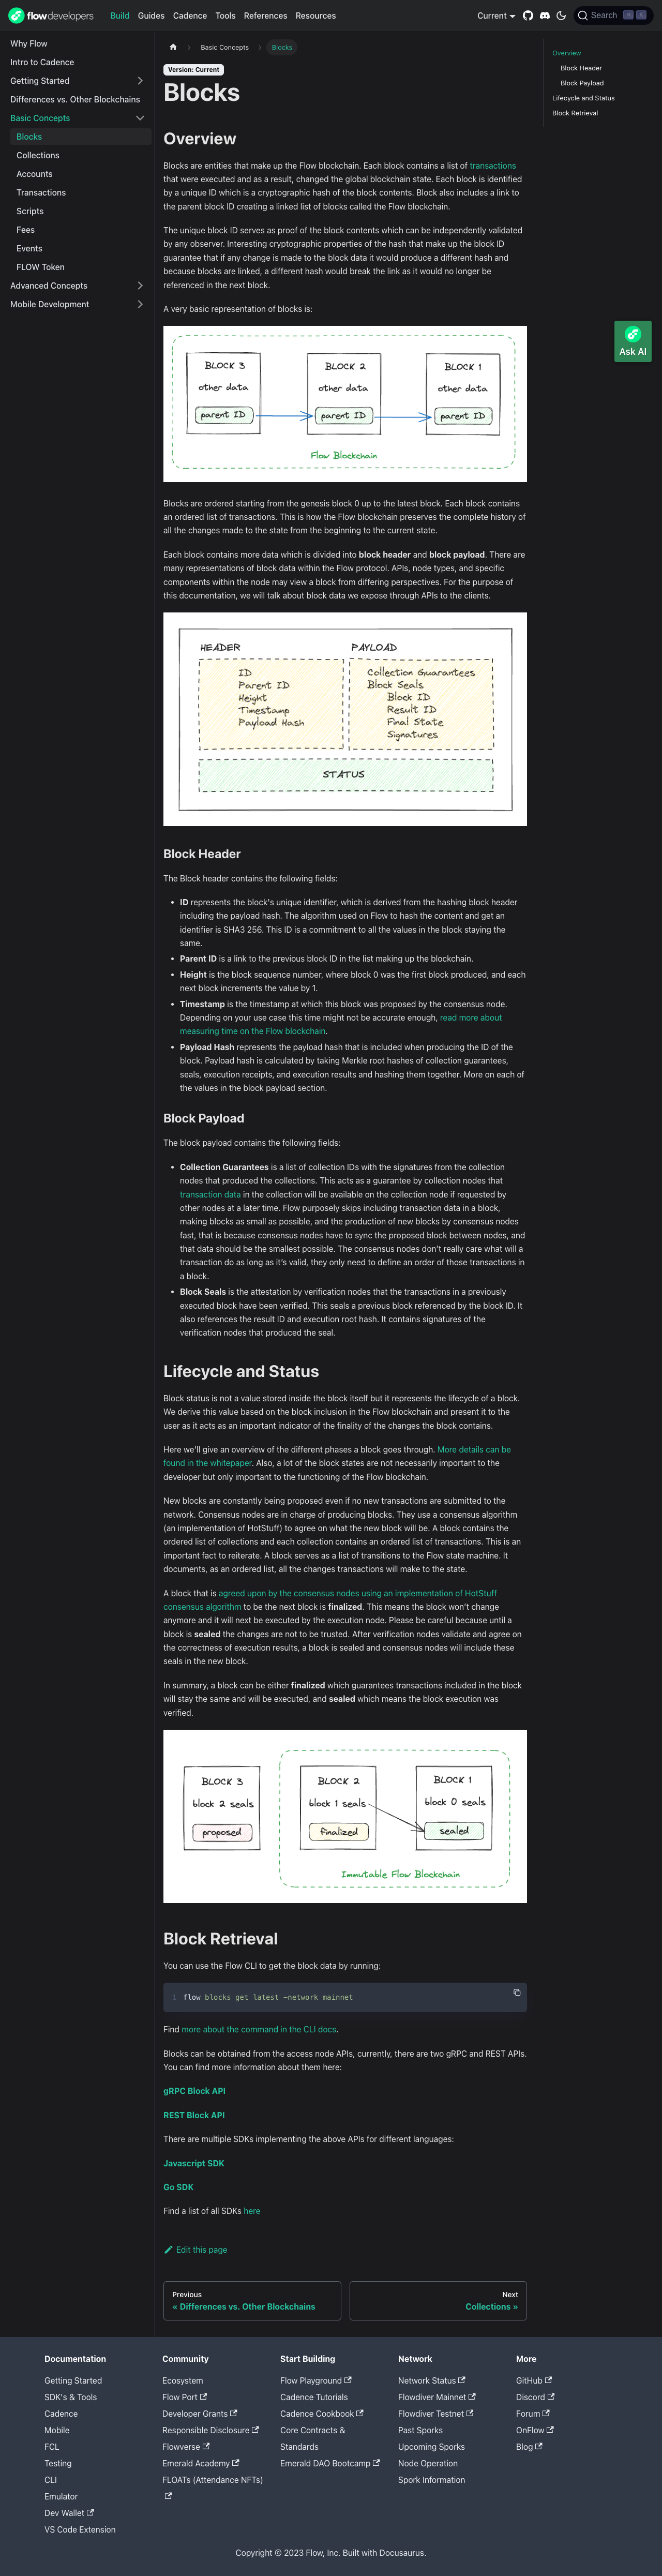 flowdevelopers Build Guides Cadence Tools References Resources Current Search
Why Flow
Intro to Cadence
Getting Started
Differences vs. Other Blockchains
Basic Concepts
Blocks
Collections
Accounts
Transactions
Scripts
Fees
Events
FLOW Token
Advanced Concepts
Mobile Development
Basic Concepts Blocks
Version: Current
Blocks
Overview
Blocks are entities that make up the Flow blockchain. Each block contains a list of transactions
that were executed and as a result, changed the global blockchain state. Each block is identified
by a unique ID which is a cryptographic hash of the block contents. Block also includes a link to
the parent block ID creating a linked list of blocks called the Flow blockchain.
The unique block ID serves as proof of the block contents which can be independently validated
by any observer. Interesting cryptographic properties of the hash that make up the block ID
guarantee that if any change is made to the block data it would produce a different hash and
because blocks are linked, a different hash would break the link as it would no longer be
referenced in the next block.
A very basic representation of blocks is:
BLOCK 3 BLOCK 2 BLOCK 1
other data other data other data
parent ID parent ID parent ID
Flow Blockchain
Blocks are ordered starting from the genesis block 0 up to the latest block. Each block contains
an ordered list of transactions. This is how the Flow blockchain preserves the complete history of
all the changes made to the state from the beginning to the current state.
Each block contains more data which is divided into block header and block payload. There are
many representations of block data within the Flow protocol. APIs, node types, and specific
components within the node may view a block from differing perspectives. For the purpose of
this documentation, we will talk about block data we expose through APIs to the clients.
HEADER PAYLOAD
ID
Parent ID
Height
Timestamp
Payload Hash
Collection Guarantees
Block Seals
Block ID
Result ID
Final State
Signatures
STATUS
Block Header
The Block header contains the following fields:
• ID represents the block's unique identifier, which is derived from the hashing block header
including the payload hash. The algorithm used on Flow to hash the content and get an
identifier is SHA3 256. This ID is a commitment to all the values in the block staying the
same.
• Parent ID is a link to the previous block ID in the list making up the blockchain.
• Height is the block sequence number, where block 0 was the first block produced, and each
next block increments the value by 1.
• Timestamp is the timestamp at which this block was proposed by the consensus node.
Depending on your use case this time might not be accurate enough, read more about
measuring time on the Flow blockchain.
• Payload Hash represents the payload hash that is included when producing the ID of the
block. Payload hash is calculated by taking Merkle root hashes of collection guarantees,
seals, execution receipts, and execution results and hashing them together. More on each of
the values in the block payload section.
Block Payload
The block payload contains the following fields:
• Collection Guarantees is a list of collection IDs with the signatures from the collection
nodes that produced the collections. This acts as a guarantee by collection nodes that
transaction data in the collection will be available on the collection node if requested by
other nodes at a later time. Flow purposely skips including transaction data in a block,
making blocks as small as possible, and the production of new blocks by consensus nodes
fast, that is because consensus nodes have to sync the proposed block between nodes, and
that data should be the smallest possible. The consensus nodes don't really care what will a
transaction do as long as it's valid, they only need to define an order of those transactions in
a block.
• Block Seals is the attestation by verification nodes that the transactions in a previously
executed block have been verified. This seals a previous block referenced by the block ID. It
also references the result ID and execution root hash. It contains signatures of the
verification nodes that produced the seal.
Lifecycle and Status
Block status is not a value stored inside the block itself but it represents the lifecycle of a block.
We derive this value based on the block inclusion in the Flow blockchain and present it to the
user as it acts as an important indicator of the finality of the changes the block contains.
Here we'll give an overview of the different phases a block goes through. More details can be
found in the whitepaper. Also, a lot of the block states are not necessarily important to the
developer but only important to the functioning of the Flow blockchain.
New blocks are constantly being proposed even if no new transactions are submitted to the
network. Consensus nodes are in charge of producing blocks. They use a consensus algorithm
(an implementation of HotStuff) to agree on what the new block will be. A block contains the
ordered list of collections and each collection contains an ordered list of transactions. This is an
important fact to reiterate. A block serves as a list of transitions to the Flow state machine. It
documents, as an ordered list, all the changes transactions will make to the state.
A block that is agreed upon by the consensus nodes using an implementation of HotStuff
consensus algorithm to be the next block is finalized. This means the block won't change
anymore and it will next be executed by the execution node. Please be careful because until a
block is sealed the changes are not to be trusted. After verification nodes validate and agree on
the correctness of execution results, a block is sealed and consensus nodes will include these
seals in the new block.
In summary, a block can be either finalized which guarantees transactions included in the block
will stay the same and will be executed, and sealed which means the block execution was
verified.
BLOCK 3 BLOCK 2 BLOCK 1
block 2 seals block 1 seals block 0 seals
proposed finalized sealed
Immutable Flow Blockchain
Block Retrieval
You can use the Flow CLI to get the block data by running:
1 flow blocks get latest —network mainnet
Find more about the command in the CLI docs.
Blocks can be obtained from the access node APIs, currently, there are two gRPC and REST APIs.
You can find more information about them here:
gRPC Block API
REST Block API
There are multiple SDKs implementing the above APIs for different languages:
Javascript SDK
Go SDK
Find a list of all SDKs here
Edit this page
Previous
« Differences vs. Other Blockchains
Next
Collections »
Overview
Block Header
Block Payload
Lifecycle and Status
Block Retrieval
Ask AI
Documentation
Getting Started
SDK's & Tools
Cadence
Mobile
FCL
Testing
CLI
Emulator
Dev Wallet
VS Code Extension
Community
Ecosystem
Flow Port
Developer Grants
Responsible Disclosure
Flowverse
Emerald Academy
FLOATs (Attendance NFTs)
Start Building
Flow Playground
Cadence Tutorials
Cadence Cookbook
Core Contracts &
Standards
Emerald DAO Bootcamp
Network
Network Status
Flowdiver Mainnet
Flowdiver Testnet
Past Sporks
Upcoming Sporks
Node Operation
Spork Information
More
GitHub
Discord
Forum
OnFlow
Blog
Copyright © 2023 Flow, Inc. Built with Docusaurus.